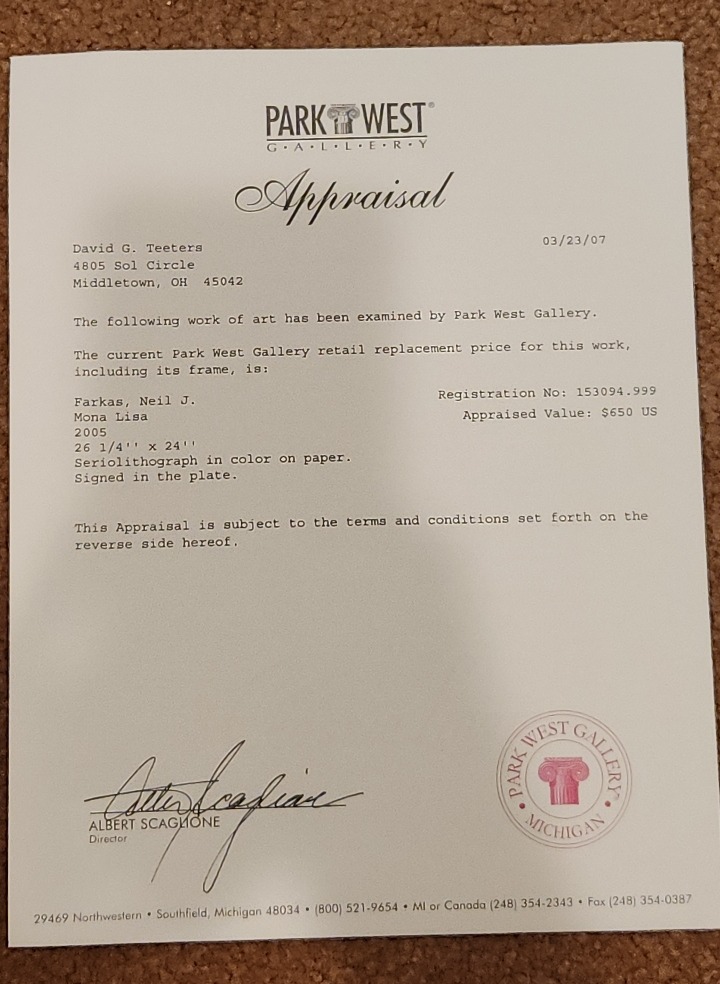 PARK WEST®
G·A·L·L·E·R·Y
Appraisal
David G. Teeters
03/23/07
4805 Sol Circle
Middletown, OH 45042
The following work of art has been examined by Park West Gallery.
The current Park West Gallery retail replacement price for this work,
including its frame, is:
Farkas, Neil J.
Registration No: 153094.999
Mona Lisa
Appraised Value: $650 US
2005
26 1/4'' x 24''
Seriolithograph in color on paper.
Signed in the plate.
This Appraisal is subject to the terms and conditions set forth on the
reverse side hereof.
Albert Scaglione
ALBERT SCAGLIONE
Director
• PARK WEST GALLERY® •
MICHIGAN
29469 Northwestern • Southfield, Michigan 48034 • (800) 521-9654 • MI or Canada (248) 354-2343 • Fax (248) 354-0387